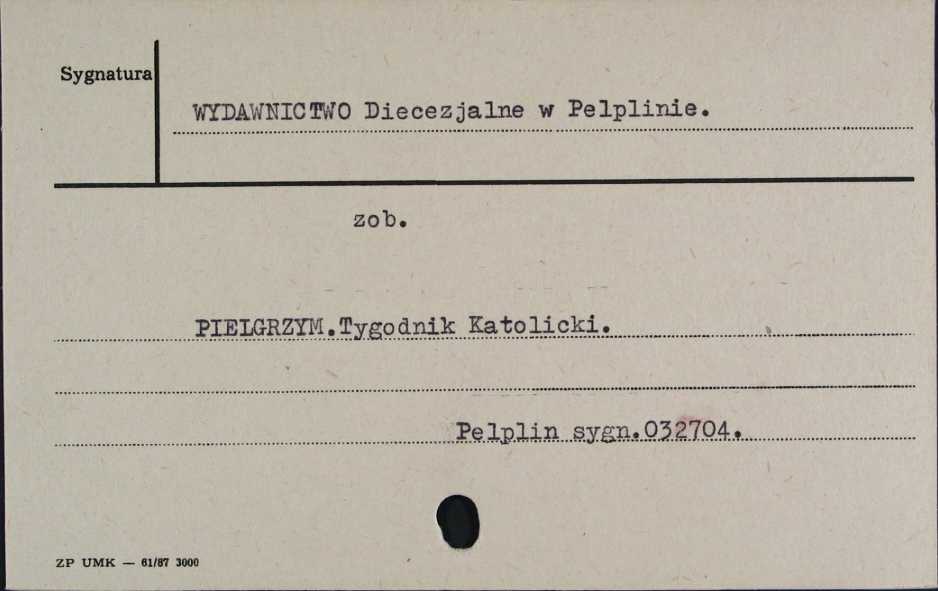 Sygnatura
WYDAWNICTWO Diecezjalne w Pelplinie.
zob.
PIELGRZYM.Tygodnik Katolicki.
Pelplin sygn.032704.
ZP UMK — 61/87 3000